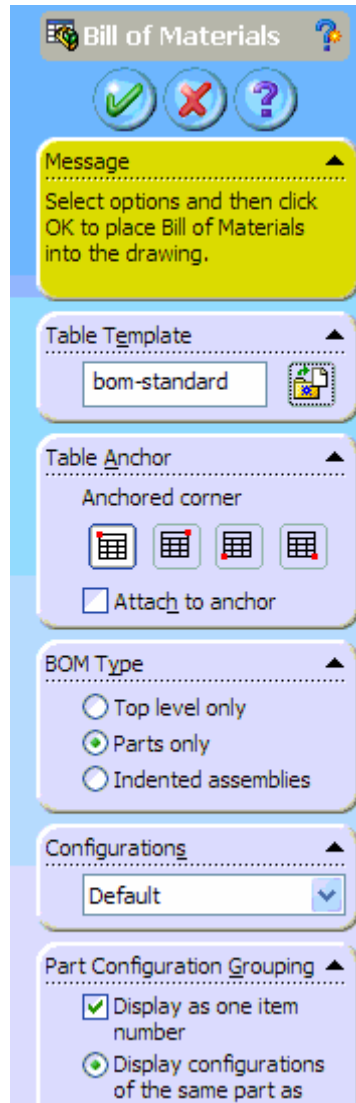 Bill of Materials
Message
Select options and then click
OK to place Bill of Materials
into the drawing.
Table Template
bom-standard
Table Anchor
Anchored corner
Attach to anchor
BOM Type
Top level only
Parts only
Indented assemblies
Configurations
Default
Part Configuration Grouping
Display as one item
number
Display configurations
of the same part as